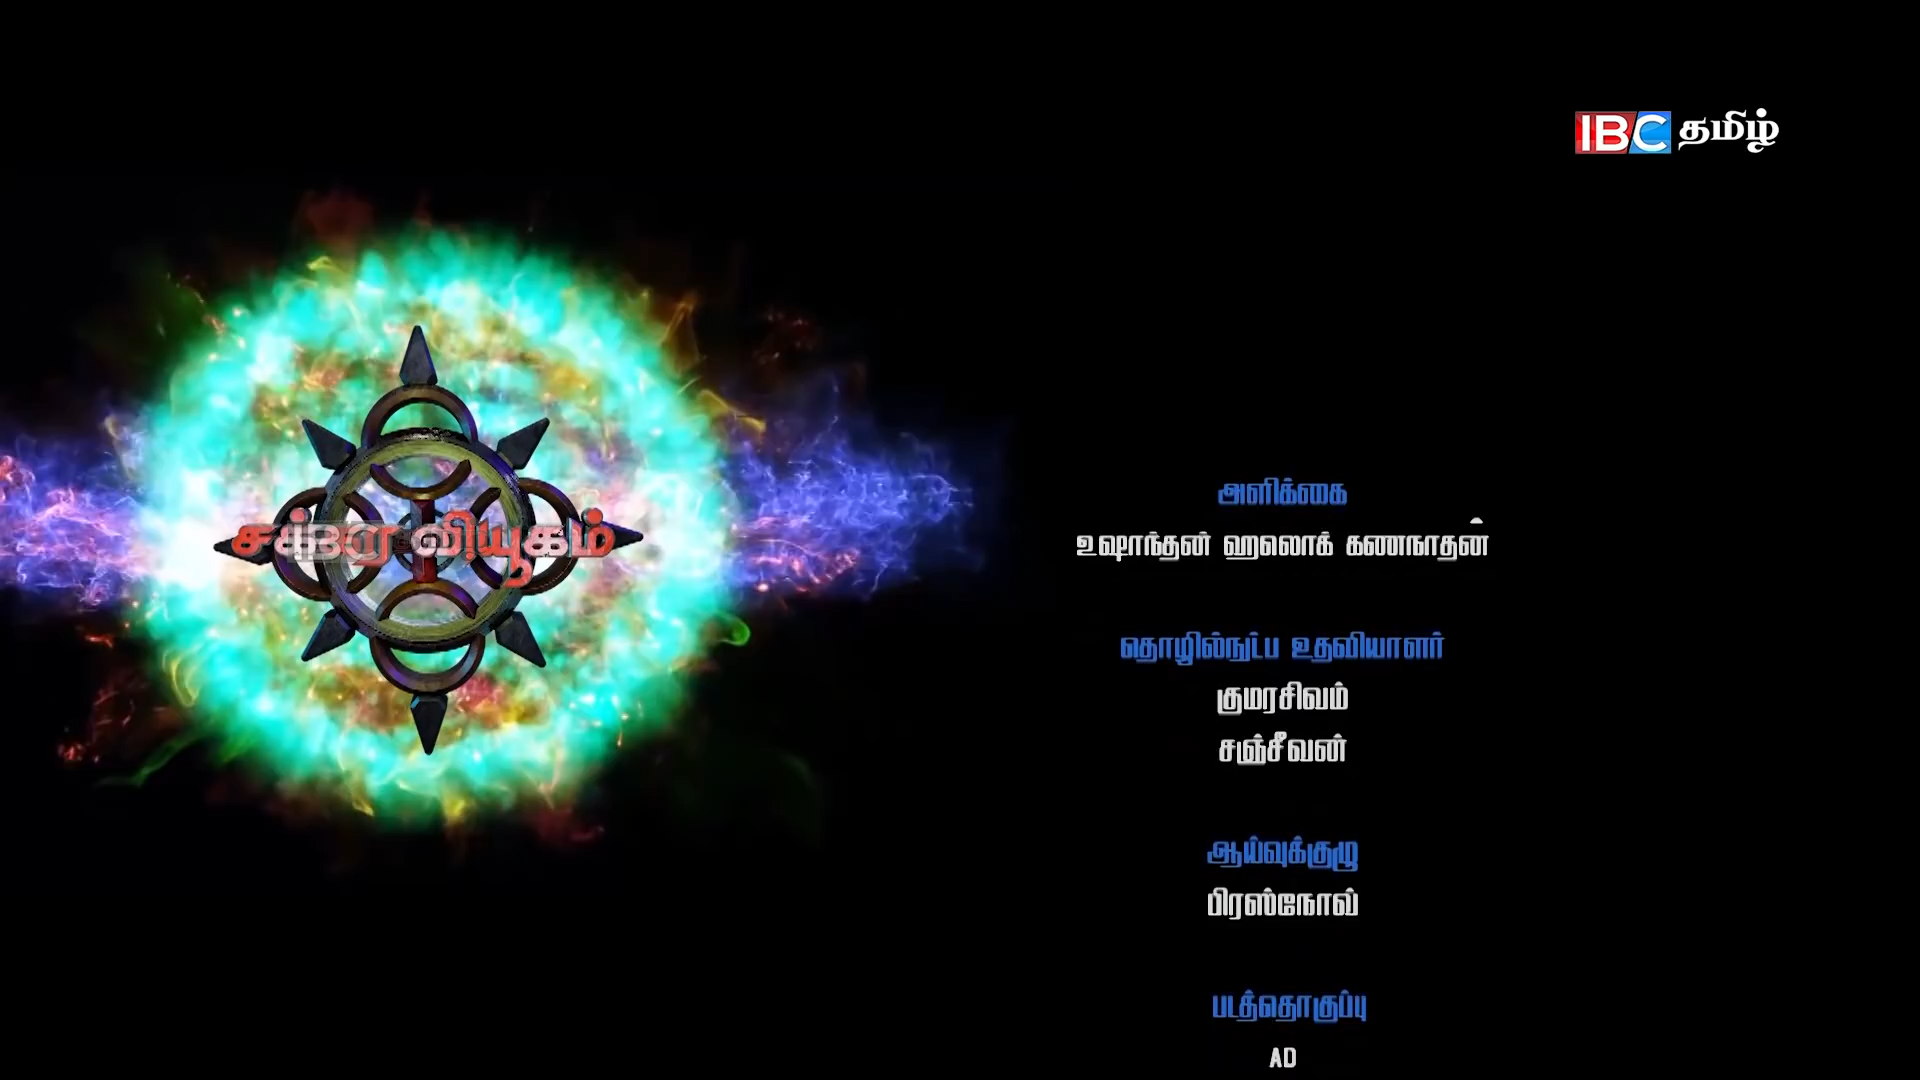 IBC தமிழ்
சக்கர வியூகம்
அளிக்கை
உஷாந்தன் ஹலொக் கணநாதன்
தொழில்நுட்ப உதவியாளர்
குமரசிவம்
சஞ்சீவன்
ஆய்வுக்குழு
பிரஸ்நோவ்
படத்தொகுப்பு
AD